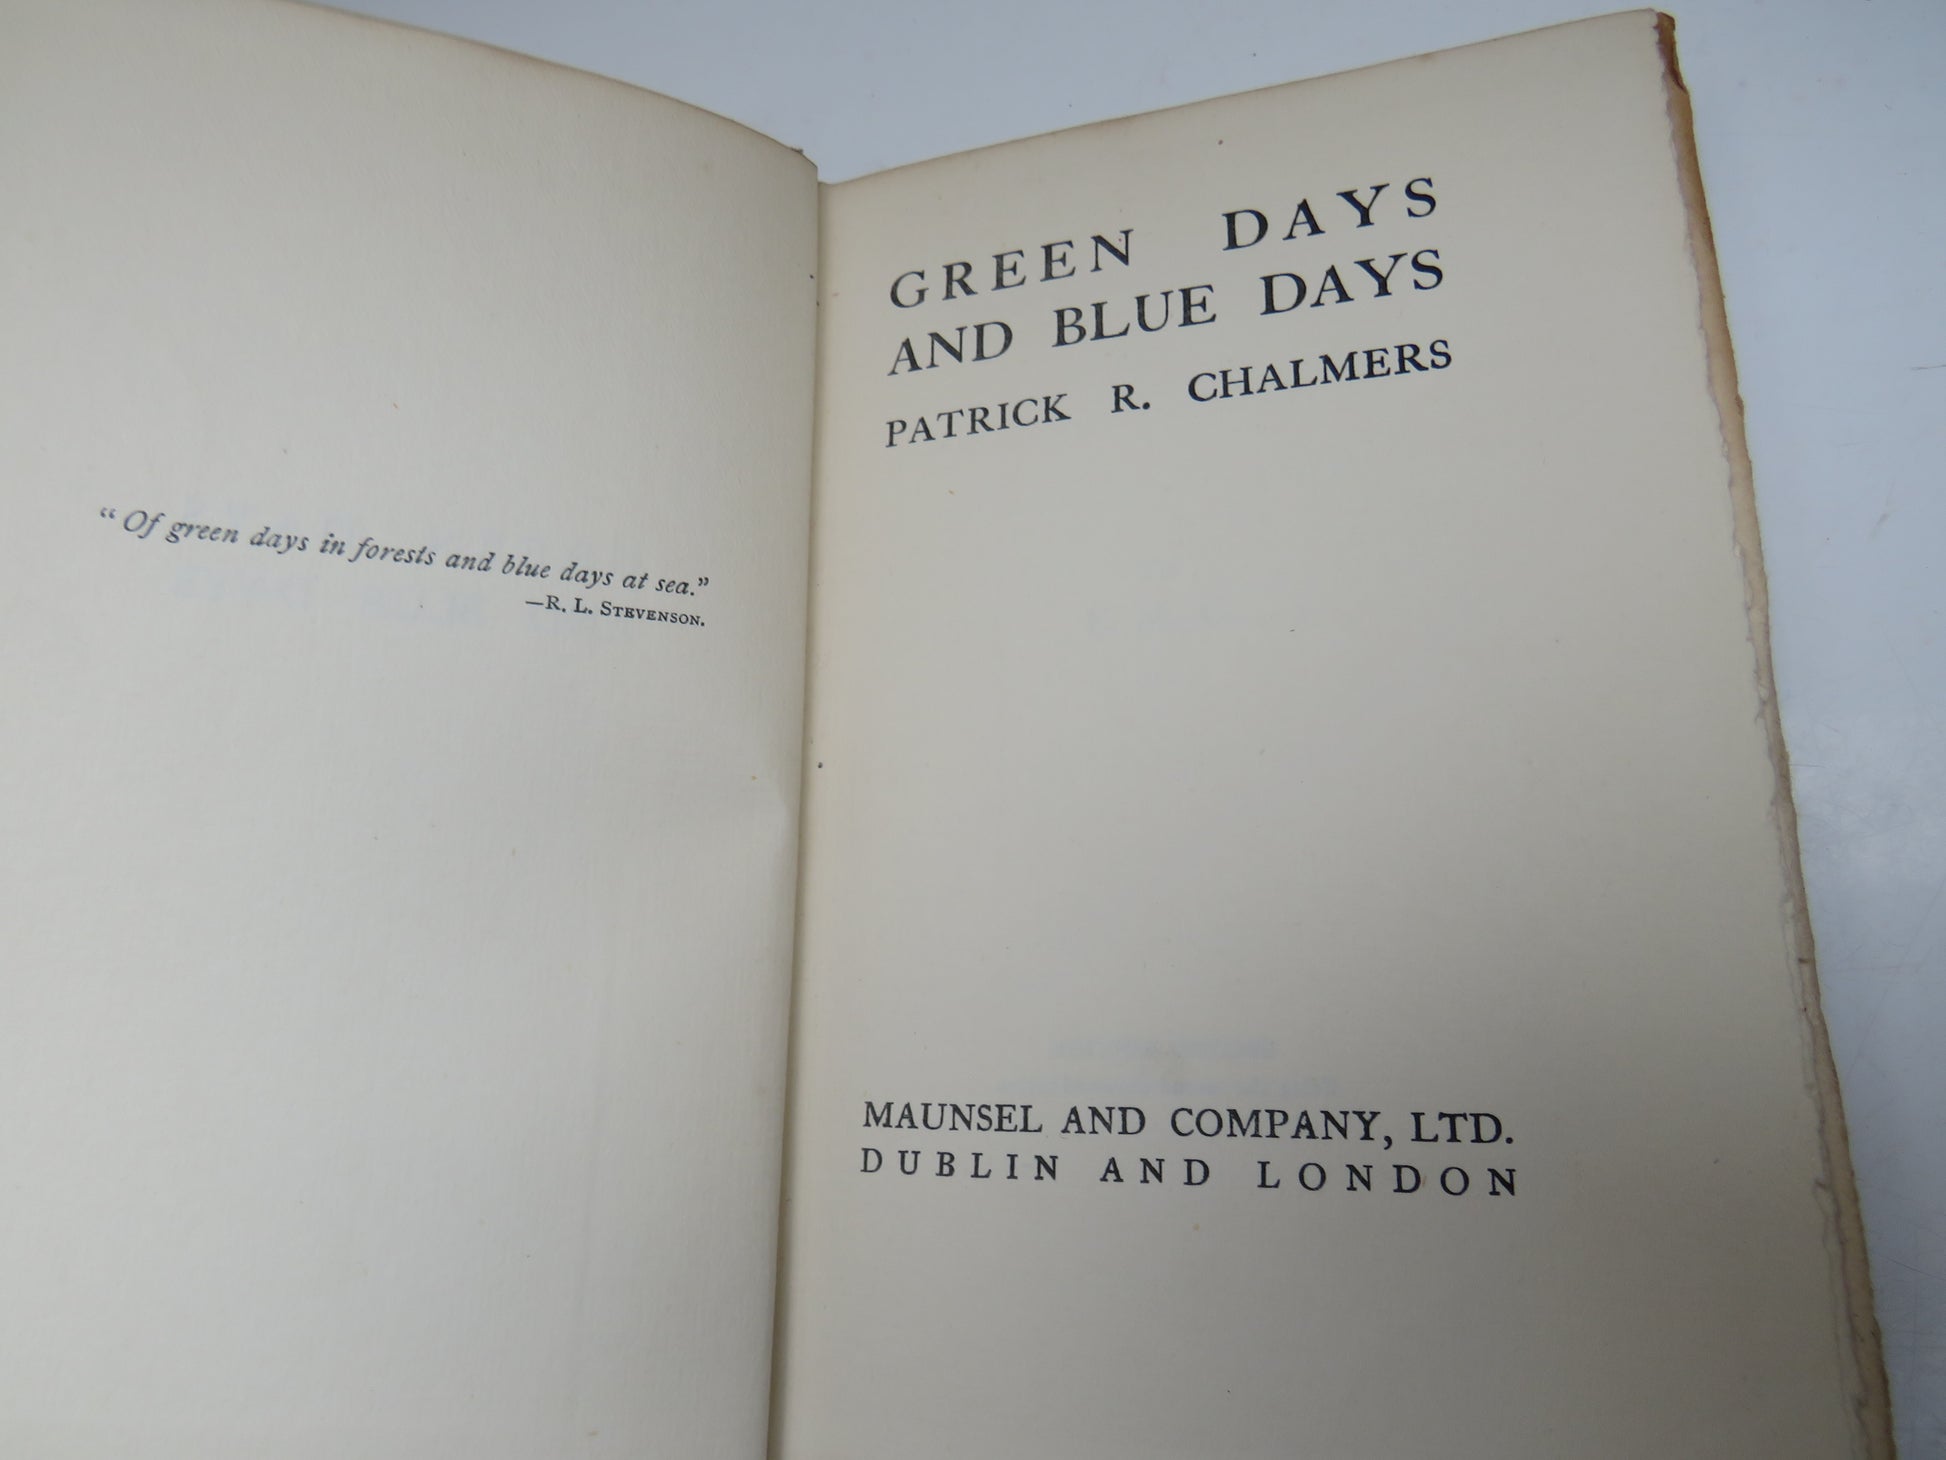 “Of green days in forests and blue days at sea.”
—R. L. STEVENSON.
GREEN DAYS
AND BLUE DAYS
PATRICK R. CHALMERS
MAUNSEL AND COMPANY, LTD.
DUBLIN AND LONDON